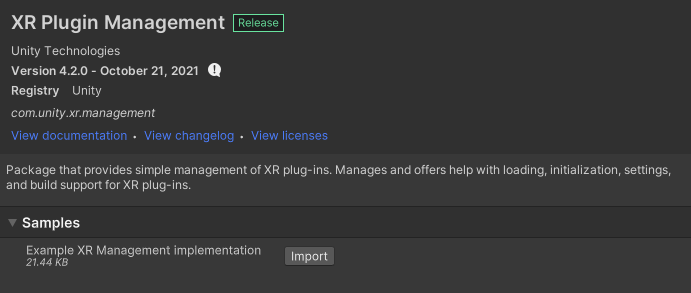 XR Plugin Management Release
Unity Technologies
Version 4.2.0 - October 21, 2021
Registry Unity
com.unity.xr.management
View documentation • View changelog • View licenses
Package that provides simple management of XR plug-ins. Manages and offers help with loading, initialization, settings,
and build support for XR plug-ins.
Samples
Example XR Management implementation Import
21.44 KB